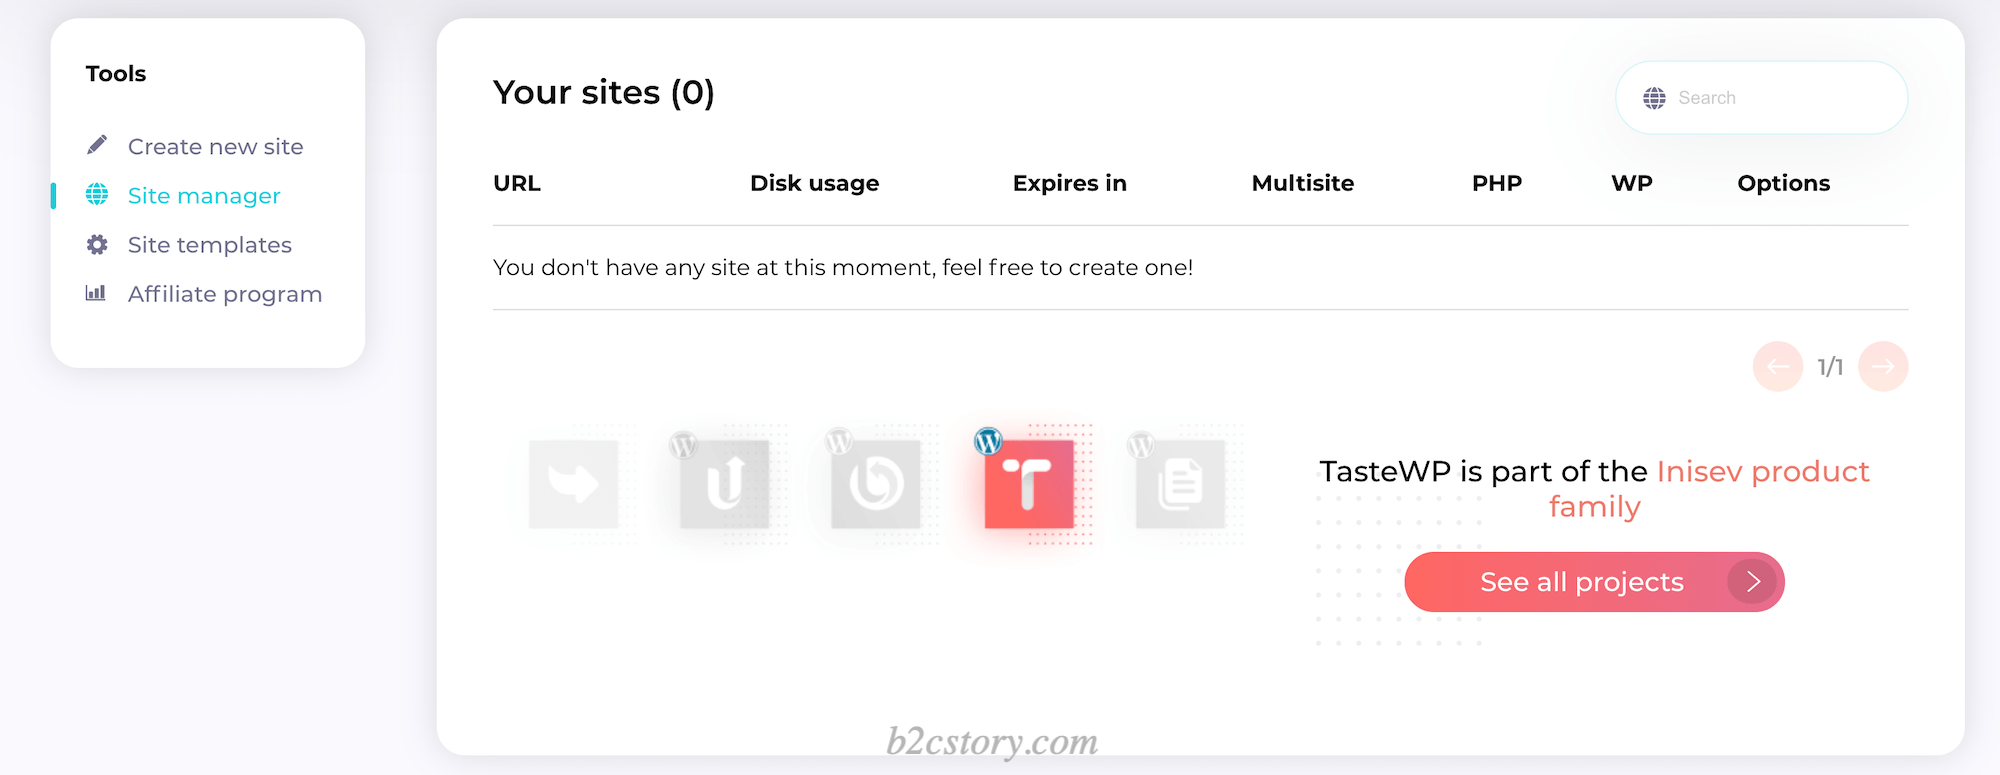 Tools
Create new site
Site manager
Site templates
Affiliate program
Your sites (0)
Search
URL Disk usage Expires in Multisite PHP WP Options
You don't have any site at this moment, feel free to create one!
1/1
TasteWP is part of the Inisev product
family
See all projects
b2cstory.com